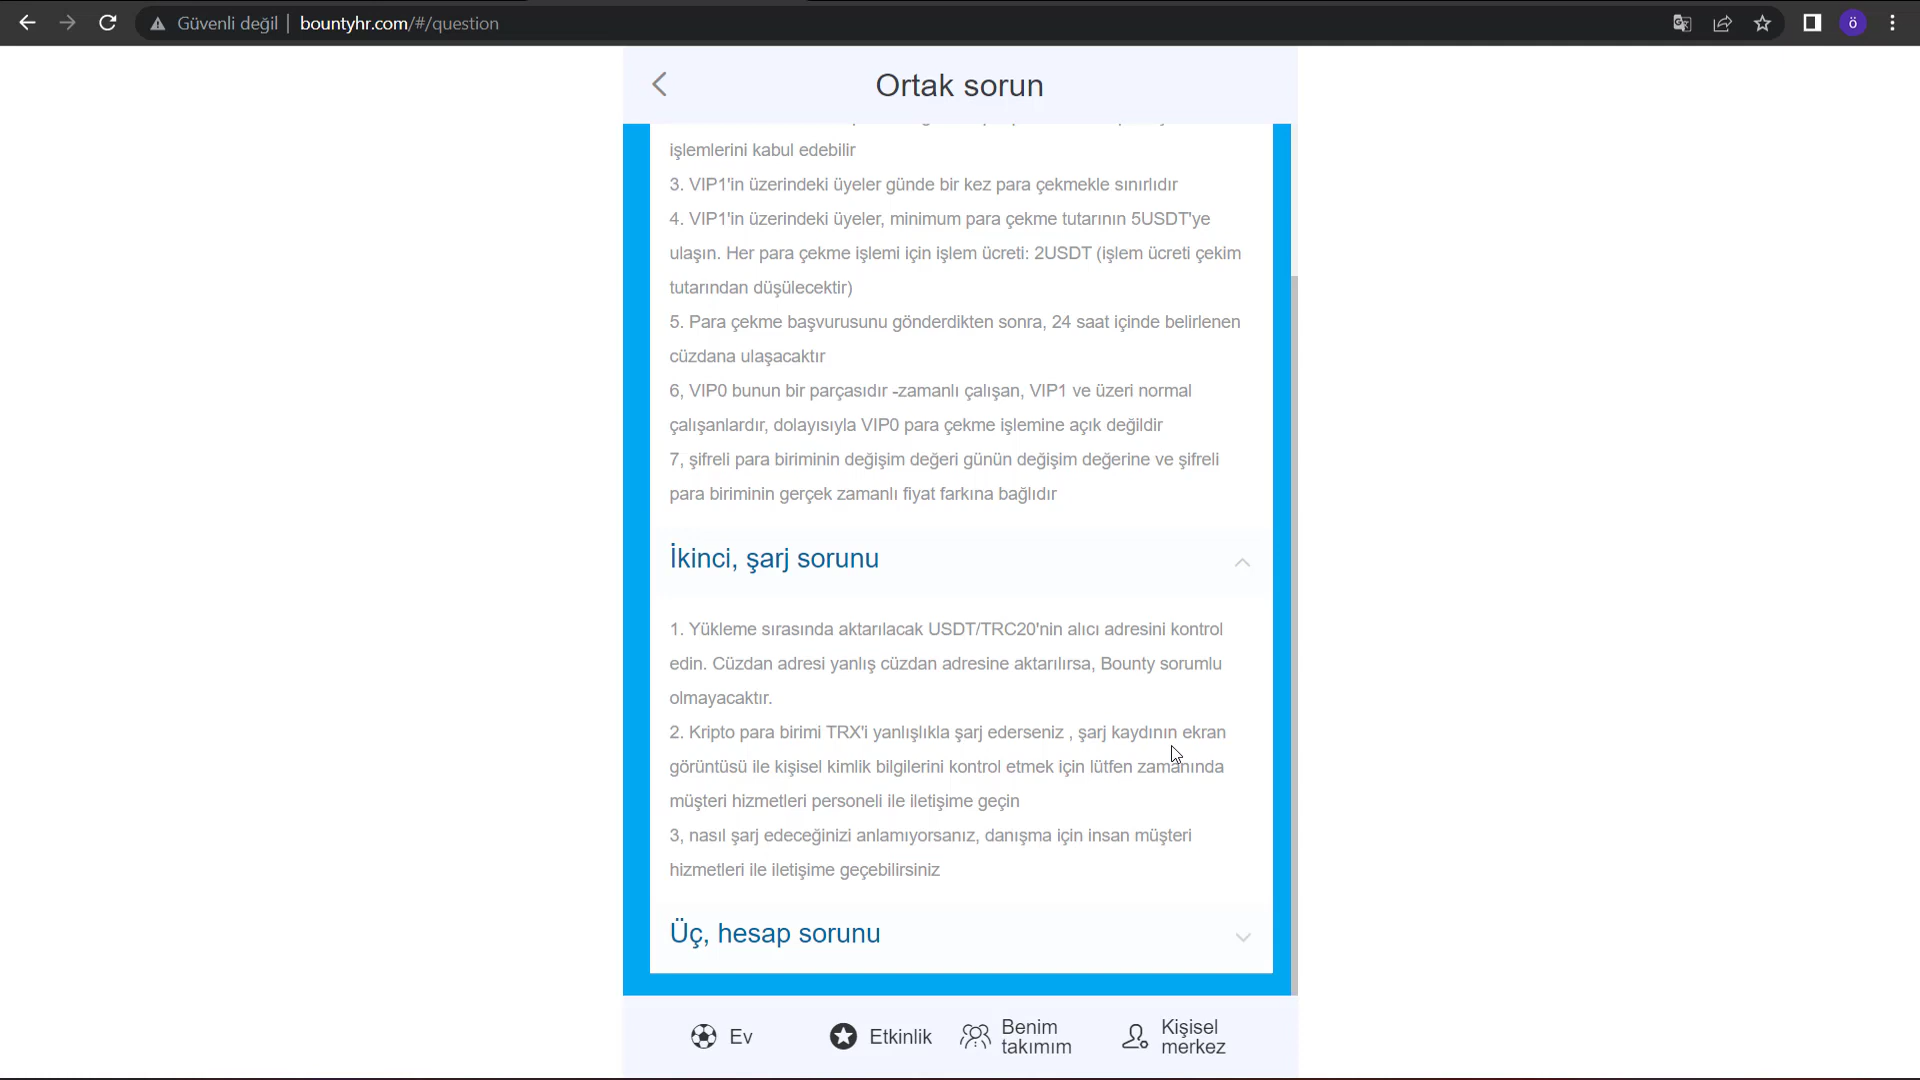 Güvenli değil
bountyhr.com/#/question
ö
Ortak sorun
işlemlerini kabul edebilir
3. VIP1'in üzerindeki üyeler günde bir kez para çekmekle sınırlıdır
4. VIP1'in üzerindeki üyeler, minimum para çekme tutarının 5USDT'ye
ulaşın. Her para çekme işlemi için işlem ücreti: 2USDT (işlem ücreti çekim
tutarından düşülecektir)
5. Para çekme başvurusunu gönderdikten sonra, 24 saat içinde belirlenen
cüzdana ulaşacaktır
6, VIP0 bunun bir parçasıdır -zamanlı çalışan, VIP1 ve üzeri normal
çalışanlardır, dolayısıyla VIP0 para çekme işlemine açık değildir
7, şifreli para biriminin değişim değeri günün değişim değerine ve şifreli
para biriminin gerçek zamanlı fiyat farkına bağlıdır
İkinci, şarj sorunu
1. Yükleme sırasında aktarılacak USDT/TRC20'nin alıcı adresini kontrol
edin. Cüzdan adresi yanlış cüzdan adresine aktarılırsa, Bounty sorumlu
olmayacaktır.
2. Kripto para birimi TRX'i yanlışlıkla şarj ederseniz , şarj kaydının ekran
görüntüsü ile kişisel kimlik bilgilerini kontrol etmek için lütfen zamanında
müşteri hizmetleri personeli ile iletişime geçin
3, nasıl şarj edeceğinizi anlamıyorsanız, danışma için insan müşteri
hizmetleri ile iletişime geçebilirsiniz
Üç, hesap sorunu
Ev
Etkinlik
Benim
takımım
Kişisel
merkez